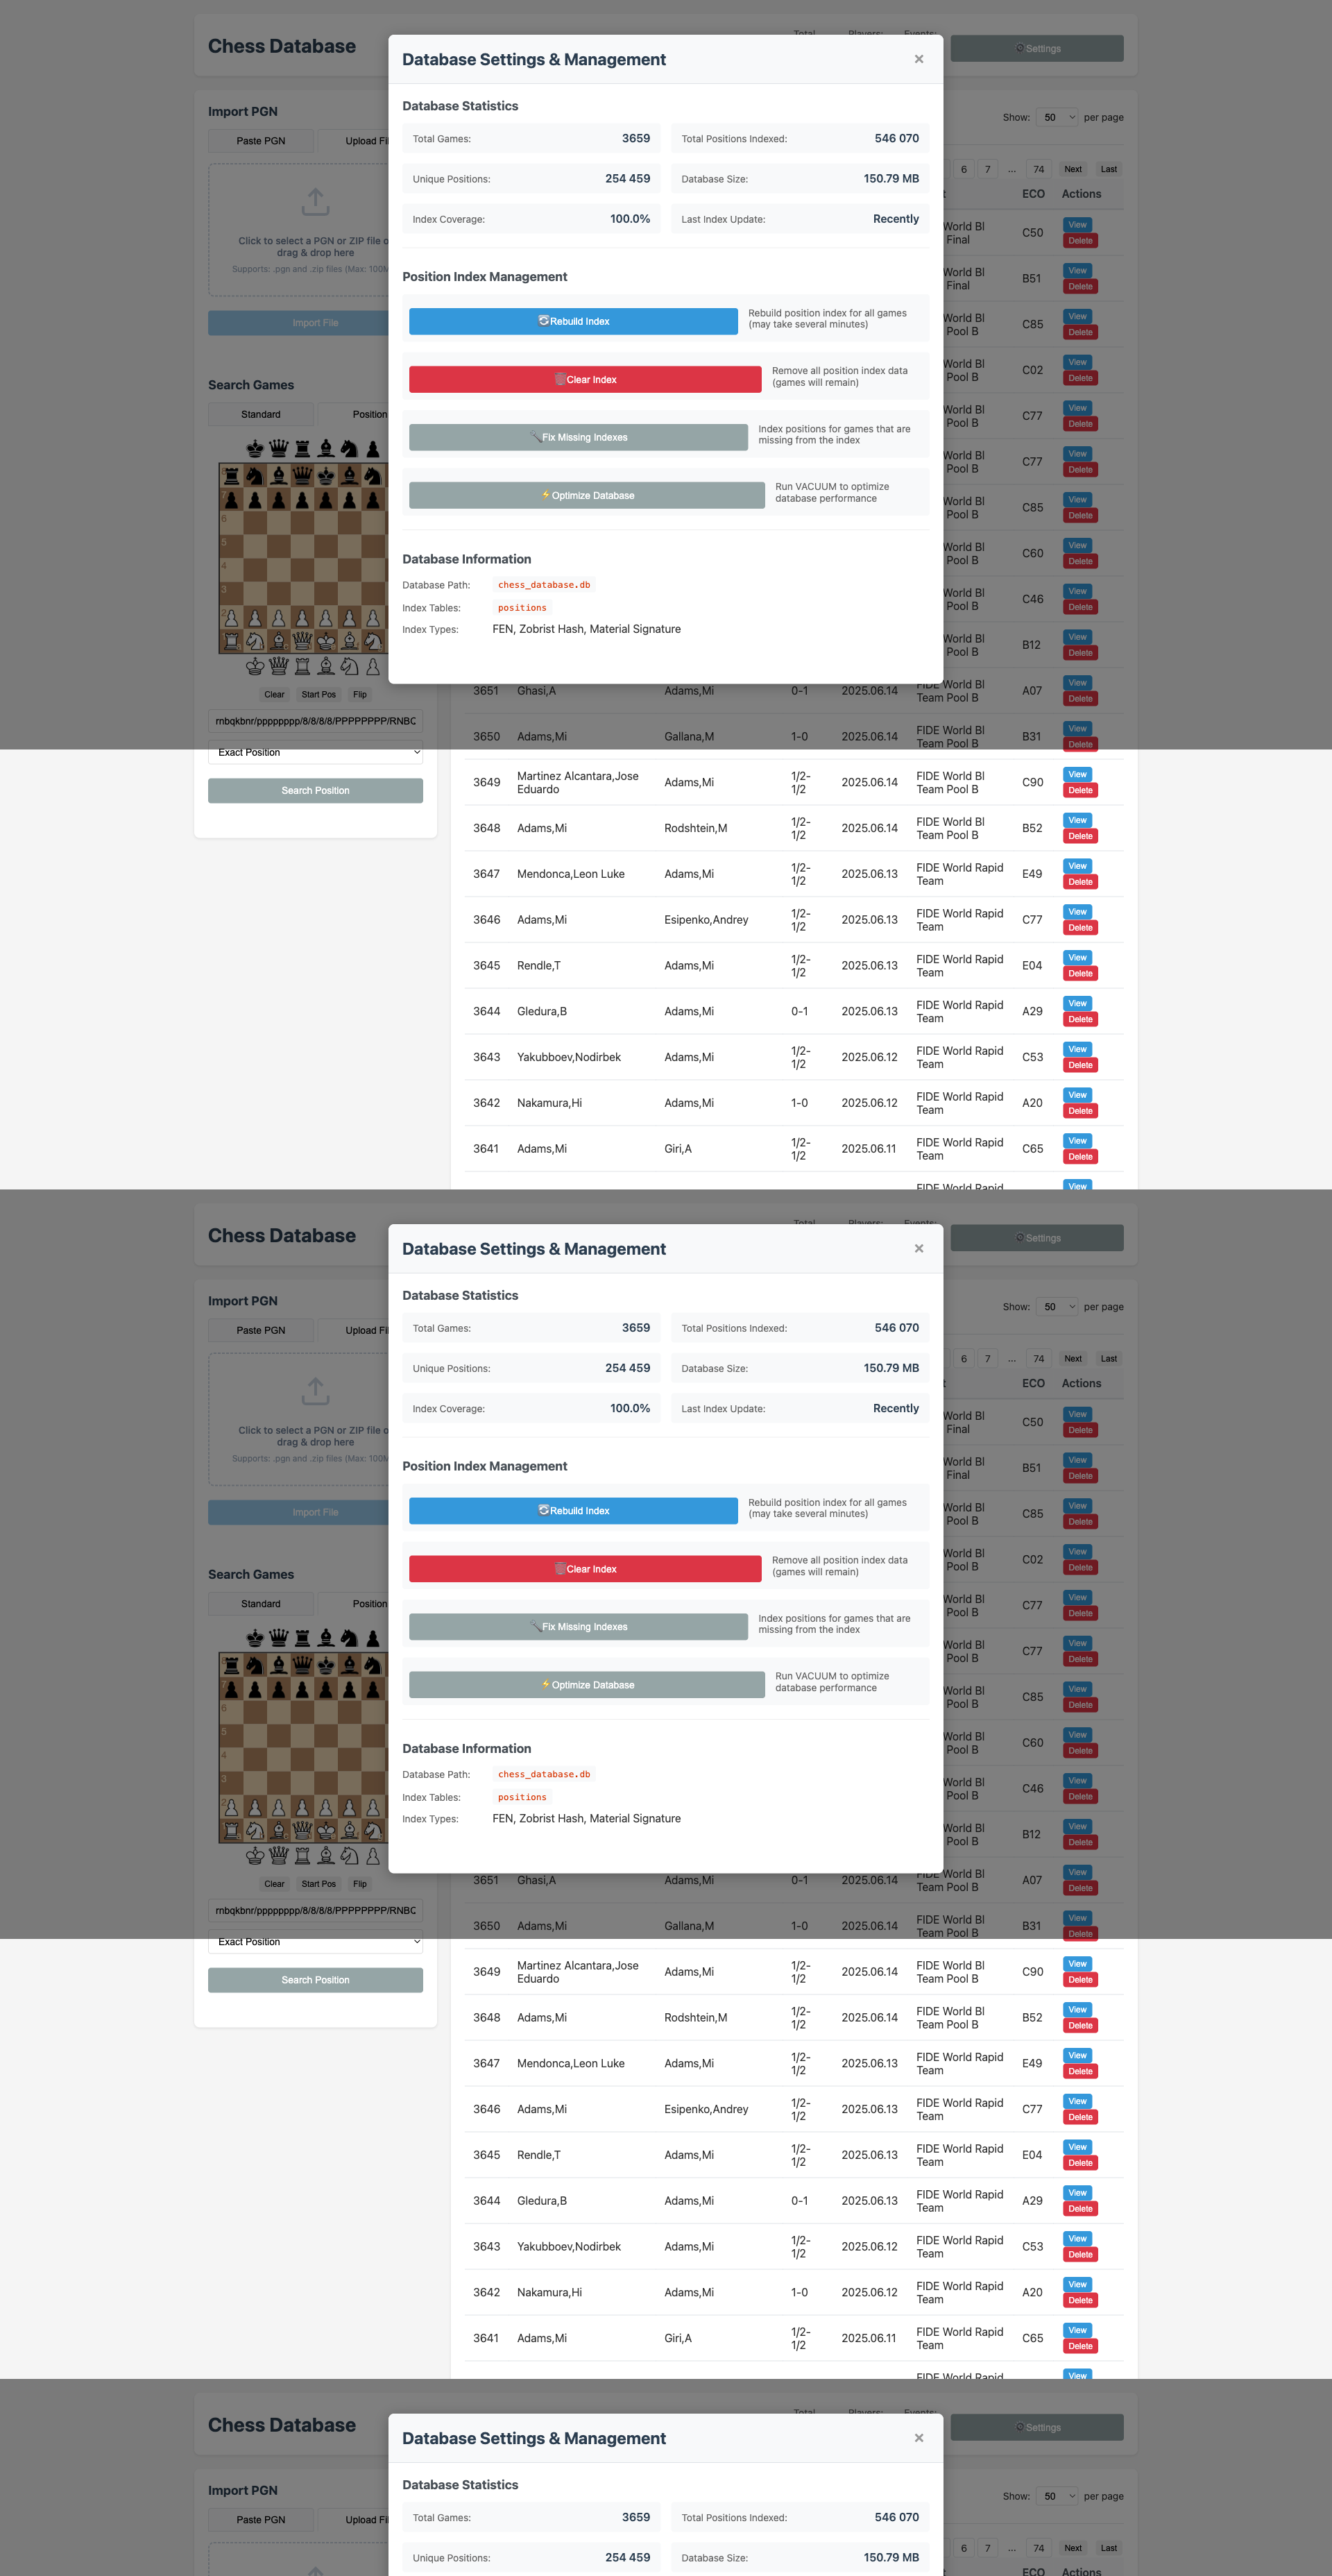 Chess Database
Total
Players:
Events:
Settings
Database Settings & Management
×
Database Statistics
Total Games: 3659
Total Positions Indexed: 546 070
Unique Positions: 254 459
Database Size: 150.79 MB
Index Coverage: 100.0%
Last Index Update: Recently
Position Index Management
Rebuild Index
Rebuild position index for all games
(may take several minutes)
Clear Index
Remove all position index data
(games will remain)
Fix Missing Indexes
Index positions for games that are
missing from the index
Optimize Database
Run VACUUM to optimize
database performance
Database Information
Database Path: chess_database.db
Index Tables: positions
Index Types: FEN, Zobrist Hash, Material Signature
Import PGN
Paste PGN
Upload Fil
Click to select a PGN or ZIP file o
drag & drop here
Supports: .pgn and .zip files (Max: 100M
Import File
Search Games
Standard
Position
7
6
5
4
3
2
Clear
Start Pos
Flip
rnbqkbnr/pppppppp/8/8/8/8/PPPPPPPP/RNBC
Exact Position
Search Position
Show: 50 per page
6 7 ... 74 Next Last
t ECO Actions
World Bl
Final
C50 View
Delete
World Bl
Final
B51 View
Delete
World Bl
Pool B
C85 View
Delete
World Bl
Pool B
C02 View
Delete
World Bl
Pool B
C77 View
Delete
World Bl
Pool B
C77 View
Delete
World Bl
Pool B
C85 View
Delete
World Bl
Pool B
C60 View
Delete
World Bl
Pool B
C46 View
Delete
World Bl
Pool B
B12 View
Delete
3651 Ghasi,A Adams,Mi 0-1 2025.06.14 FIDE World Bl
Team Pool B
A07 View
Delete
3650 Adams,Mi Gallana,M 1-0 2025.06.14 FIDE World Bl
Team Pool B
B31 View
Delete
3649 Martinez Alcantara,Jose
Eduardo
Adams,Mi 1/2-
1/2
2025.06.14 FIDE World Bl
Team Pool B
C90 View
Delete
3648 Adams,Mi Rodshtein,M 1/2-
1/2
2025.06.14 FIDE World Bl
Team Pool B
B52 View
Delete
3647 Mendonca,Leon Luke Adams,Mi 1/2-
1/2
2025.06.13 FIDE World Rapid
Team
E49 View
Delete
3646 Adams,Mi Esipenko,Andrey 1/2-
1/2
2025.06.13 FIDE World Rapid
Team
C77 View
Delete
3645 Rendle,T Adams,Mi 1/2-
1/2
2025.06.13 FIDE World Rapid
Team
E04 View
Delete
3644 Gledura,B Adams,Mi 0-1 2025.06.13 FIDE World Rapid
Team
A29 View
Delete
3643 Yakubboev,Nodirbek Adams,Mi 1/2-
1/2
2025.06.12 FIDE World Rapid
Team
C53 View
Delete
3642 Nakamura,Hi Adams,Mi 1-0 2025.06.12 FIDE World Rapid
Team
A20 View
Delete
3641 Adams,Mi Giri,A 1/2-
1/2
2025.06.11 FIDE World Rapid
Team
C65 View
Delete
FIDE World Rapid
View
Chess Database
Total
Players:
Events:
Settings
Database Settings & Management
×
Database Statistics
Total Games: 3659
Total Positions Indexed: 546 070
Unique Positions: 254 459
Database Size: 150.79 MB
Index Coverage: 100.0%
Last Index Update: Recently
Position Index Management
Rebuild Index
Rebuild position index for all games
(may take several minutes)
Clear Index
Remove all position index data
(games will remain)
Fix Missing Indexes
Index positions for games that are
missing from the index
Optimize Database
Run VACUUM to optimize
database performance
Database Information
Database Path: chess_database.db
Index Tables: positions
Index Types: FEN, Zobrist Hash, Material Signature
Import PGN
Paste PGN
Upload Fil
Click to select a PGN or ZIP file o
drag & drop here
Supports: .pgn and .zip files (Max: 100M
Import File
Search Games
Standard
Position
7
6
5
4
3
2
Clear
Start Pos
Flip
rnbqkbnr/pppppppp/8/8/8/8/PPPPPPPP/RNBC
Exact Position
Search Position
Show: 50 per page
6 7 ... 74 Next Last
t ECO Actions
World Bl
Final
C50 View
Delete
World Bl
Final
B51 View
Delete
World Bl
Pool B
C85 View
Delete
World Bl
Pool B
C02 View
Delete
World Bl
Pool B
C77 View
Delete
World Bl
Pool B
C77 View
Delete
World Bl
Pool B
C85 View
Delete
World Bl
Pool B
C60 View
Delete
World Bl
Pool B
C46 View
Delete
World Bl
Pool B
B12 View
Delete
3651 Ghasi,A Adams,Mi 0-1 2025.06.14 FIDE World Bl
Team Pool B
A07 View
Delete
3650 Adams,Mi Gallana,M 1-0 2025.06.14 FIDE World Bl
Team Pool B
B31 View
Delete
3649 Martinez Alcantara,Jose
Eduardo
Adams,Mi 1/2-
1/2
2025.06.14 FIDE World Bl
Team Pool B
C90 View
Delete
3648 Adams,Mi Rodshtein,M 1/2-
1/2
2025.06.14 FIDE World Bl
Team Pool B
B52 View
Delete
3647 Mendonca,Leon Luke Adams,Mi 1/2-
1/2
2025.06.13 FIDE World Rapid
Team
E49 View
Delete
3646 Adams,Mi Esipenko,Andrey 1/2-
1/2
2025.06.13 FIDE World Rapid
Team
C77 View
Delete
3645 Rendle,T Adams,Mi 1/2-
1/2
2025.06.13 FIDE World Rapid
Team
E04 View
Delete
3644 Gledura,B Adams,Mi 0-1 2025.06.13 FIDE World Rapid
Team
A29 View
Delete
3643 Yakubboev,Nodirbek Adams,Mi 1/2-
1/2
2025.06.12 FIDE World Rapid
Team
C53 View
Delete
3642 Nakamura,Hi Adams,Mi 1-0 2025.06.12 FIDE World Rapid
Team
A20 View
Delete
3641 Adams,Mi Giri,A 1/2-
1/2
2025.06.11 FIDE World Rapid
Team
C65 View
Delete
FIDE World Rapid
View
Chess Database
Total
Players:
Events:
Settings
Database Settings & Management
×
Database Statistics
Total Games: 3659
Total Positions Indexed: 546 070
Unique Positions: 254 459
Database Size: 150.79 MB
Import PGN
Paste PGN
Upload Fil
Show: 50 per page
6 7 ... 74 Next Last
t ECO Actions